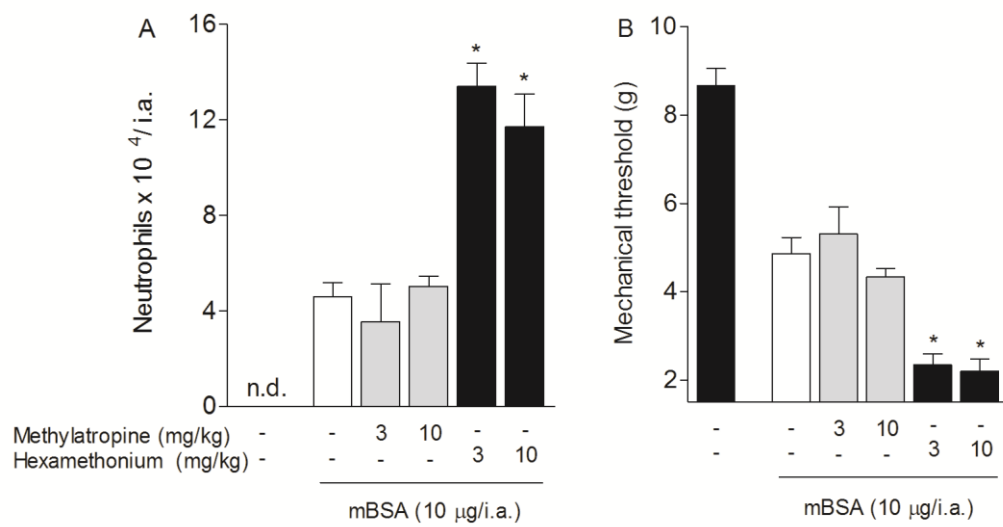 A
Neutrophils x 10 4/ i.a.
16
12
8
4
0
n.d.
* *
B
Mechanical threshold (g)
10
8
6
4
2
* *
Methylatropine (mg/kg) - - 3 10 - - - - 3 10 - -
Hexamethonium (mg/kg) - - - - 3 10 - - - - 3 10
mBSA (10 μg/i.a.) mBSA (10 μg/i.a.)